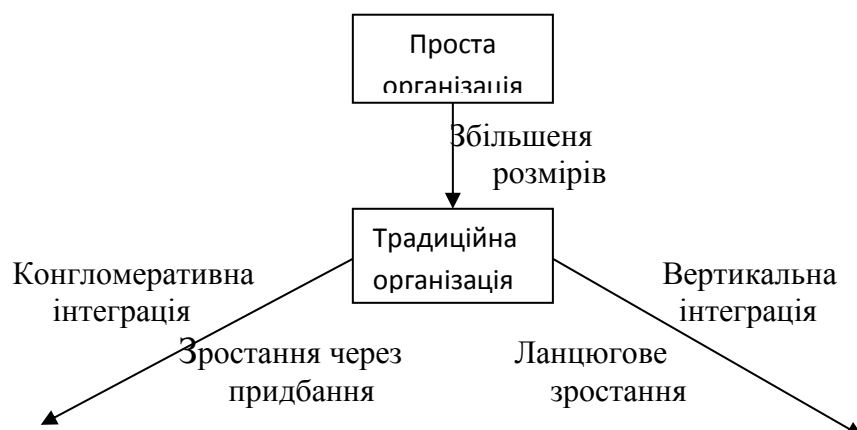 Проста
організація
Збільшеня
розмірів
Традиційна
організація
Конгломеративна
інтеграція
Вертикальна
інтеграція
Зростання через
придбання
Ланцюгове
зростання